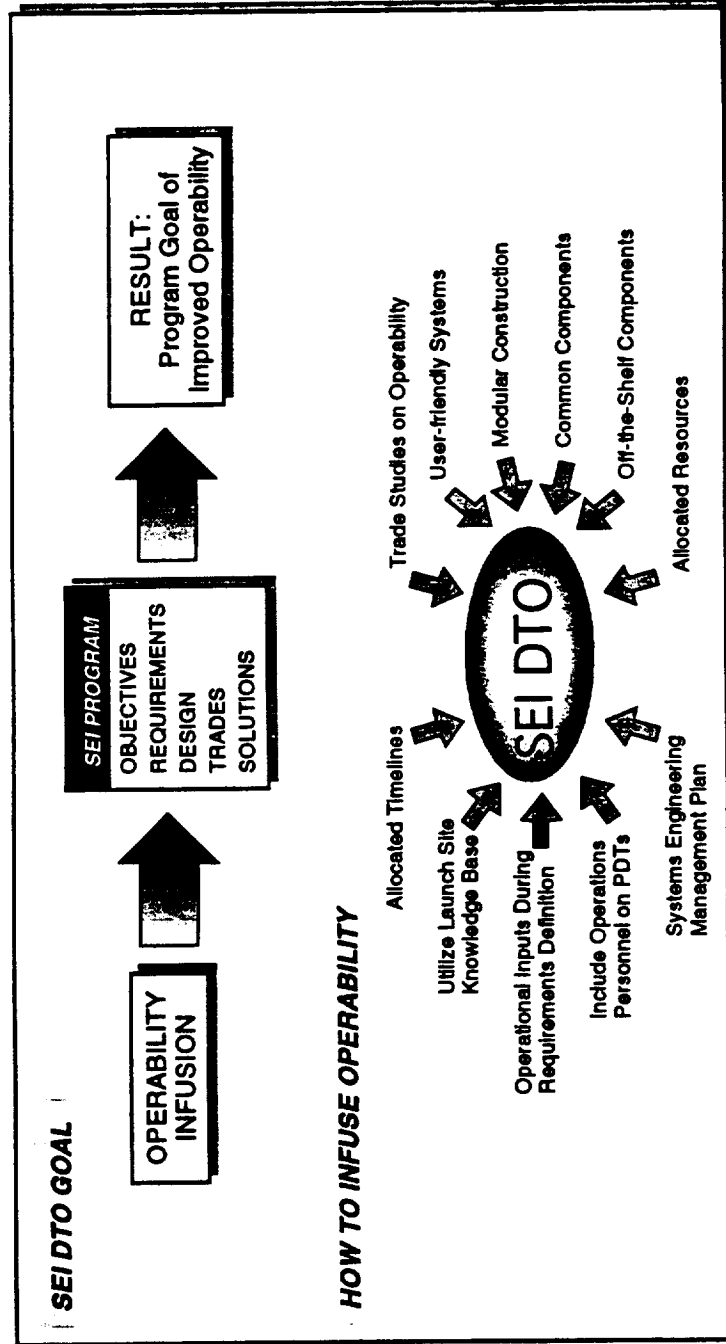 SEI DTO GOAL
OPERABILITY
INFUSION
SEI PROGRAM
OBJECTIVES
REQUIREMENTS
DESIGN
TRADES
SOLUTIONS
RESULT:
Program Goal of
Improved Operability
HOW TO INFUSE OPERABILITY
Allocated Timelines
Utilize Launch Site
Knowledge Base
Operational Inputs During
Requirements Definition
Include Operations
Personnel on PDTs
Systems Engineering
Management Plan
SEI DTO
Trade Studies on Operability
User-friendly Systems
Modular Construction
Common Components
Off-the-Shelf Components
Allocated Resources